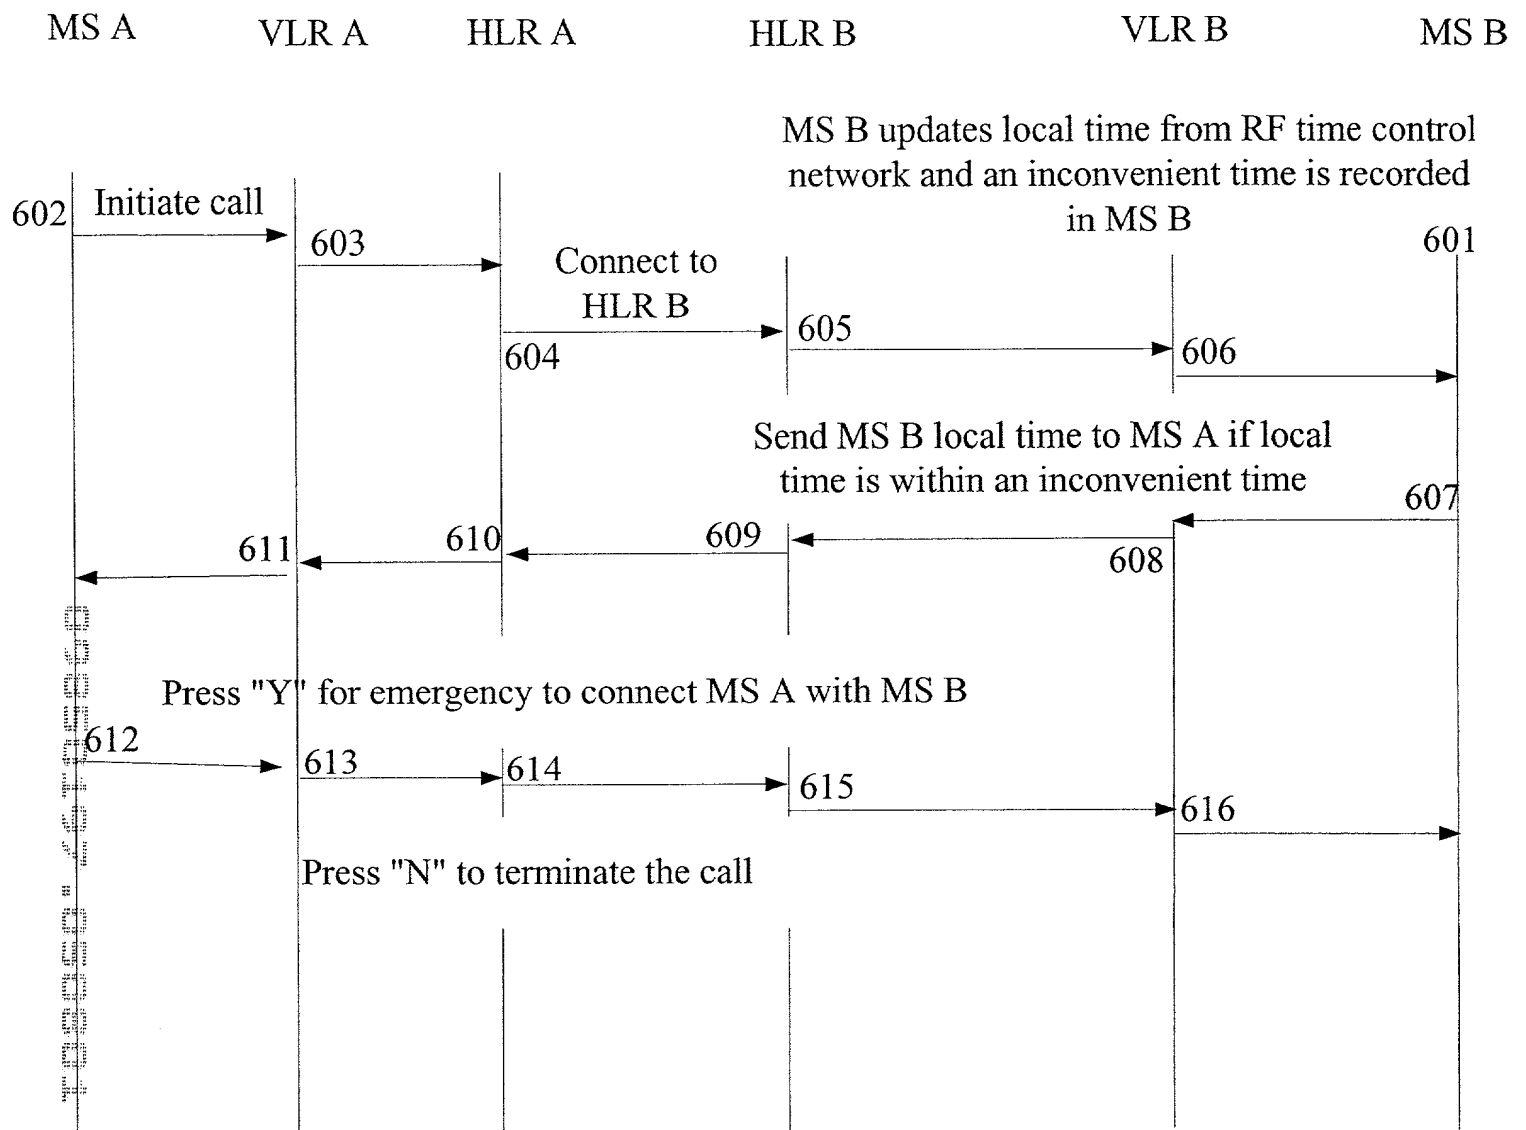 MS A
VLR A
HLR A
HLR B
VLR B
MS B
MS B updates local time from RF time control
network and an inconvenient time is recorded
in MS B
601
602
Initiate call
603
Connect to
HLR B
604
605
606
Send MS B local time to MS A if local
time is within an inconvenient time
607
608
609
610
611
Press "Y" for emergency to connect MS A with MS B
612
613
614
615
616
Press "N" to terminate the call